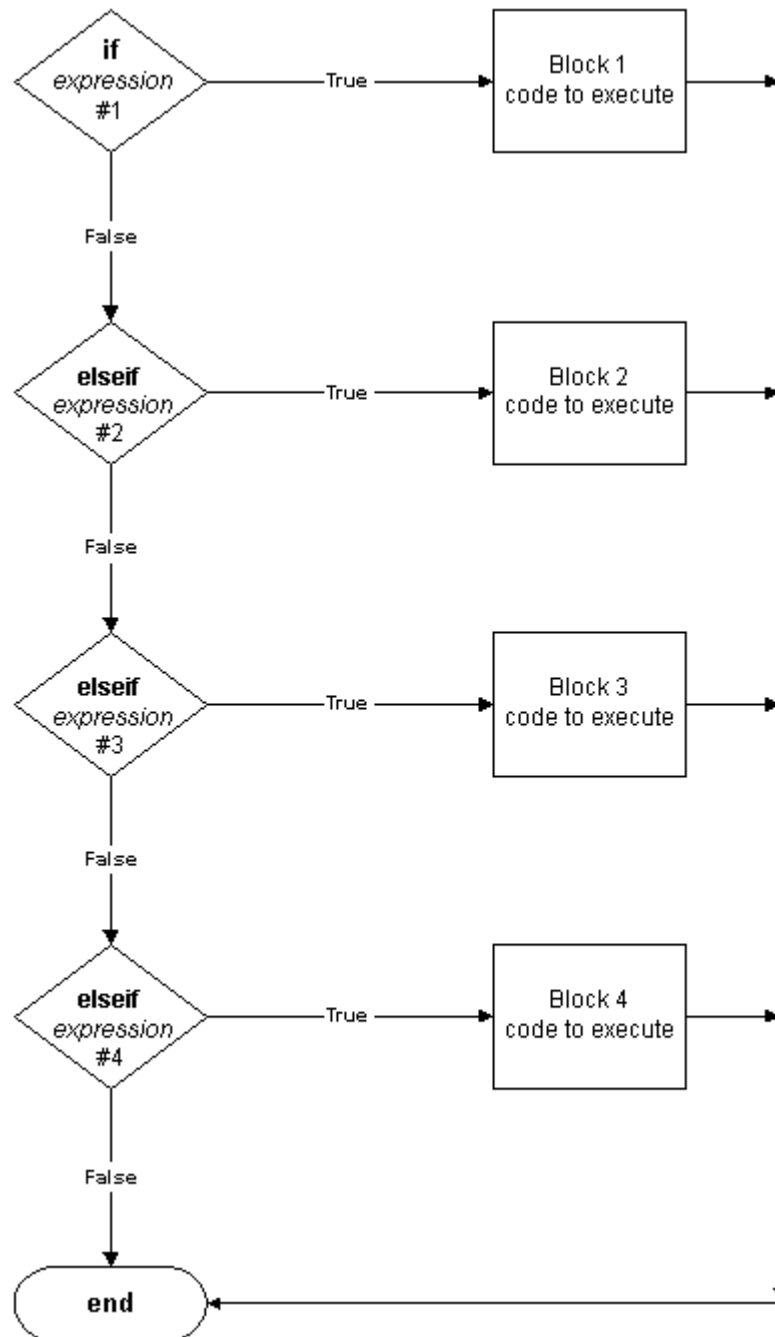 if
expression
#1
True
Block 1
code to execute
False
elseif
expression
#2
True
Block 2
code to execute
False
elseif
expression
#3
True
Block 3
code to execute
False
elseif
expression
#4
True
Block 4
code to execute
False
end